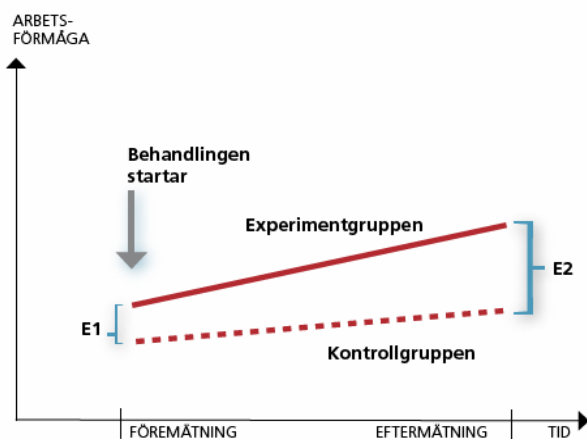 ARBETS-
FÖRMÅGA
Behandlingen
startar
Experimentgruppen
E2
E1
Kontrollgruppen
FÖREMÄTNING
EFTERMÄTNING
TID